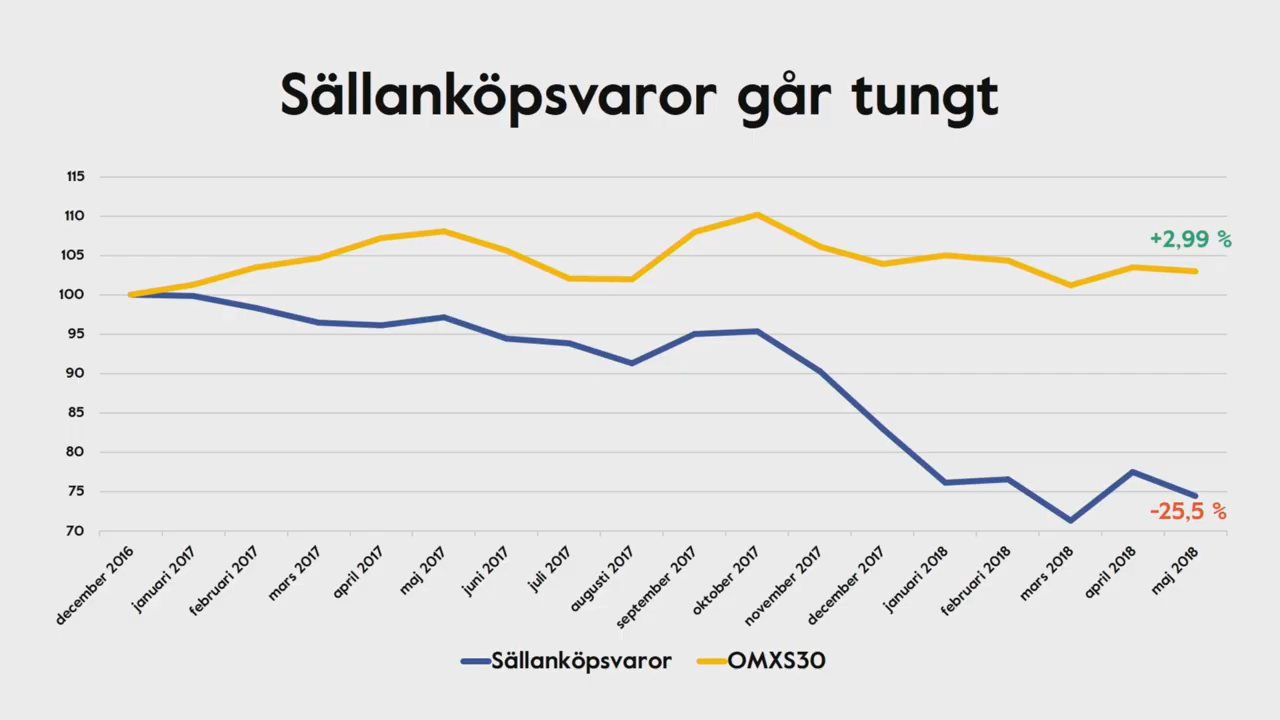 Sällanköpsvaror går tungt
115
110
105
100
95
90
85
80
75
70
+2,99 %
-25,5 %
december 2016
januari 2017
februari 2017
mars 2017
april 2017
maj 2017
juni 2017
juli 2017
augusti 2017
september 2017
oktober 2017
november 2017
december 2017
januari 2018
februari 2018
mars 2018
april 2018
maj 2018
Sällanköpsvaror OMXS30